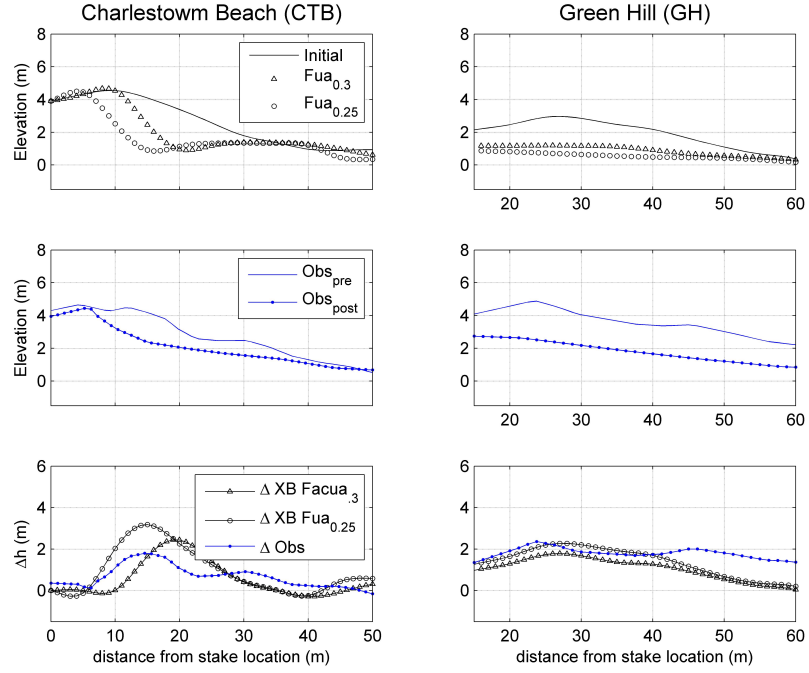 Charlestowm Beach (CTB)
Green Hill (GH)
Elevation (m)
8
6
4
2
0
Initial
Fua0.3
Fua0.25
8
6
4
2
0
20 30 40 50 60
Elevation (m)
8
6
4
2
0
Obspre
Obspost
8
6
4
2
0
20 30 40 50 60
Δh (m)
6
4
2
0
Δ XB Facua.3
Δ XB Fua0.25
Δ Obs
0 10 20 30 40 50
distance from stake location (m)
6
4
2
0
20 30 40 50 60
distance from stake location (m)